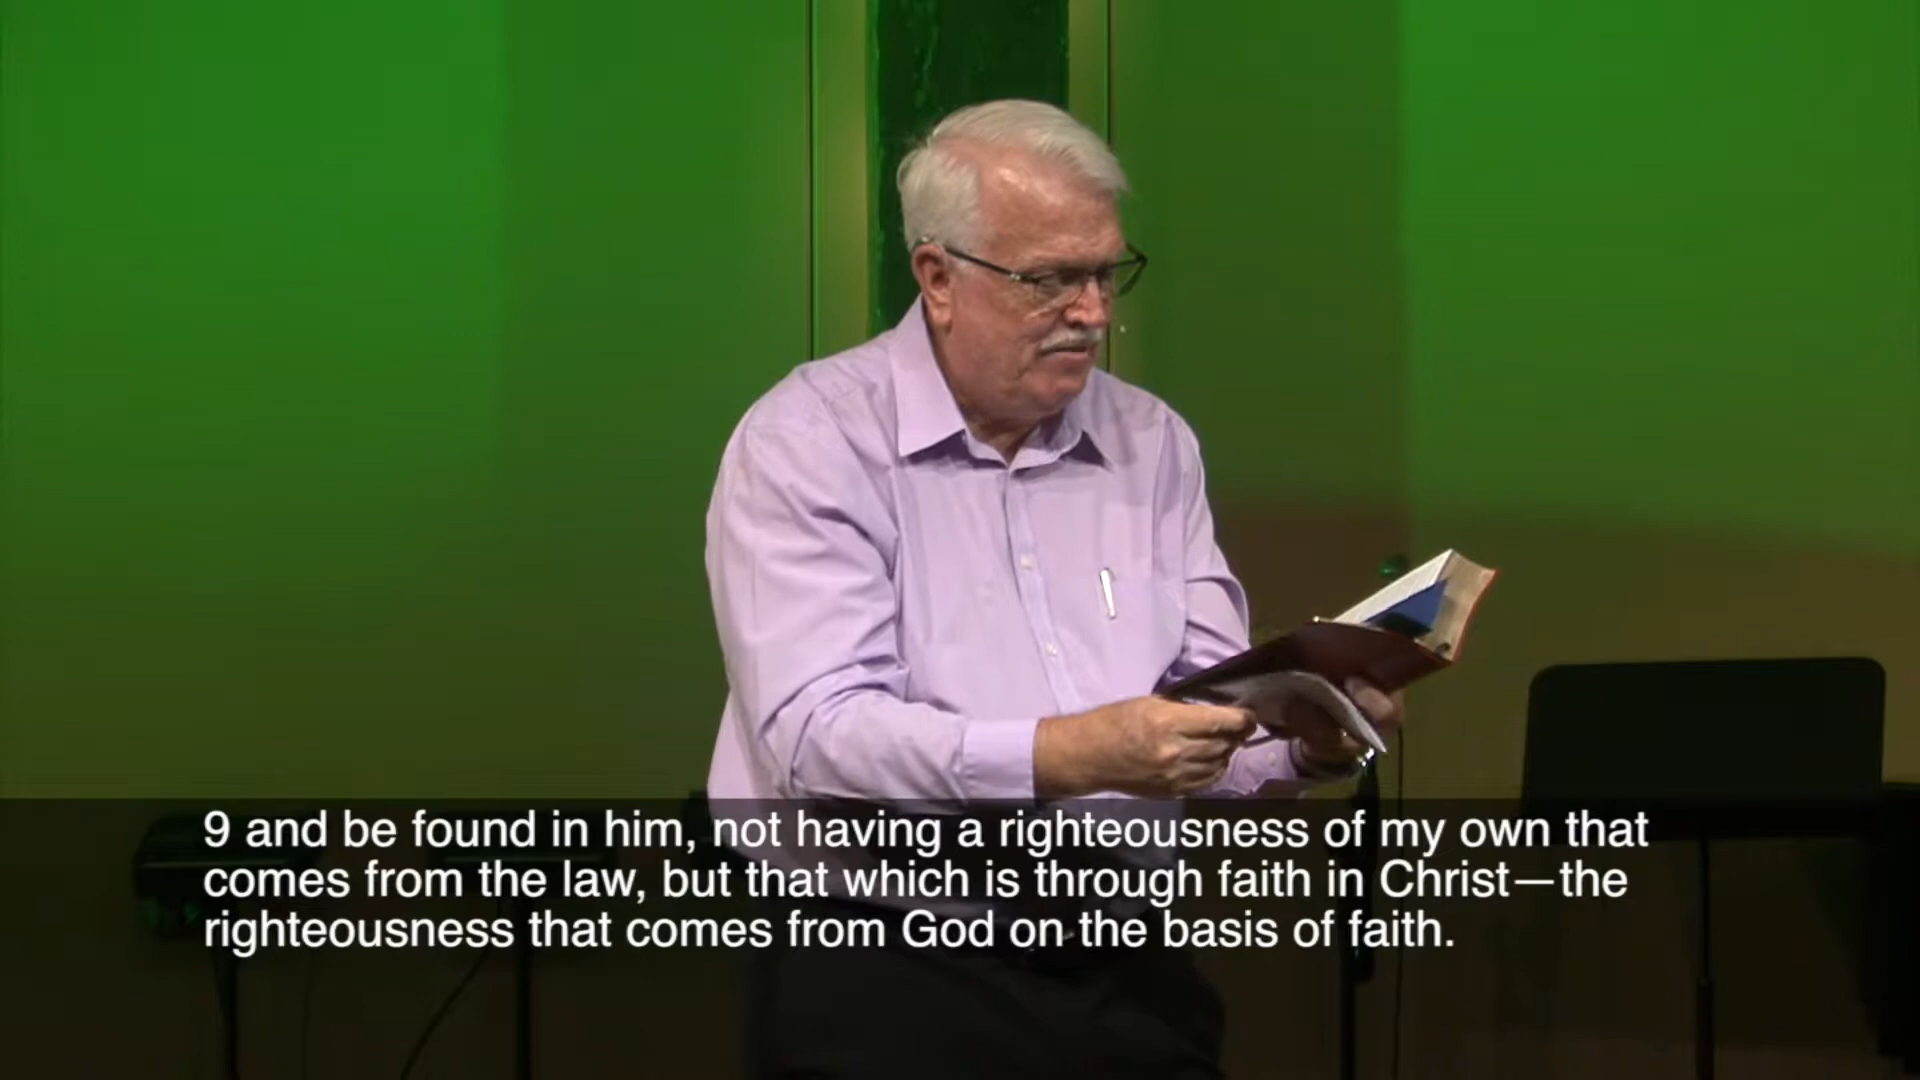 9 and be found in him, not having a righteousness of my own that
comes from the law, but that which is through faith in Christ—the
righteousness that comes from God on the basis of faith.